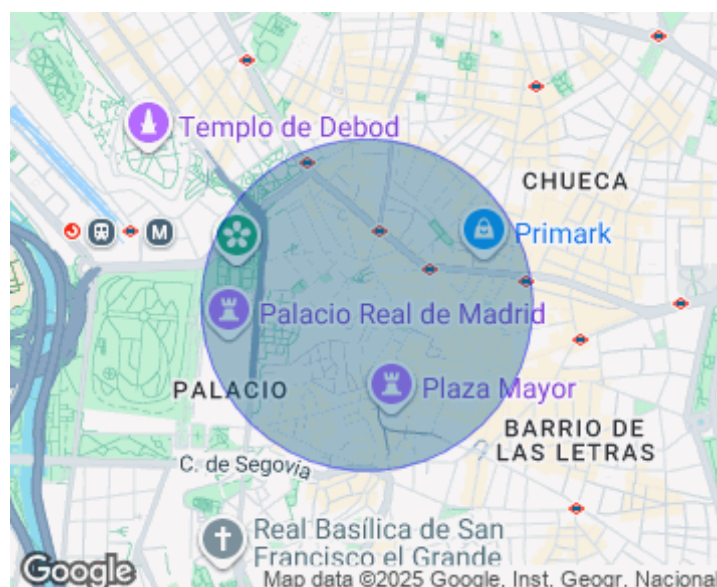 Templo de Debod
CHUECA
Primark
M
Palacio Real de Madrid
PALACIO
Plaza Mayor
BARRIO DE
LAS LETRAS
C. de Segovia
Real Basílica de San
Francisco el Grande
Google
Map data ©2025 Google, Inst. Geogr. Nacional